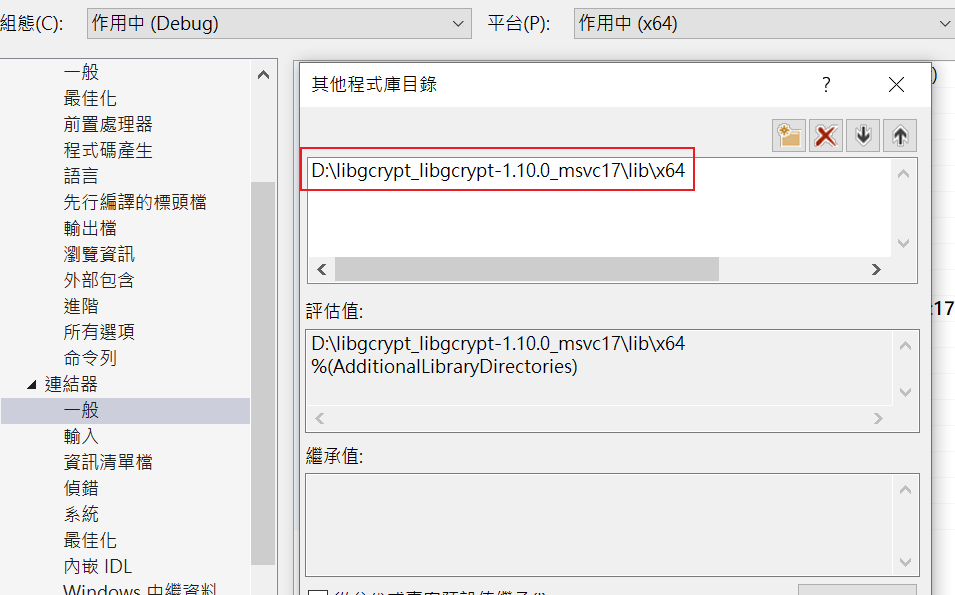 組態(C):
作用中 (Debug)
平台(P):
作用中 (x64)
一般
最佳化
前置處理器
程式碼產生
語言
先行編譯的標頭檔
輸出檔
瀏覽資訊
外部包含
進階
所有選項
命令列
連結器
一般
輸入
資訊清單檔
偵錯
系統
最佳化
內嵌 IDL
Windows 中繼資料
其他程式庫目錄
?
D:\libgcrypt_libgcrypt-1.10.0_msvc17\lib\x64
評估值:
D:\libgcrypt_libgcrypt-1.10.0_msvc17\lib\x64
%(AdditionalLibraryDirectories)
繼承值:
)
:17